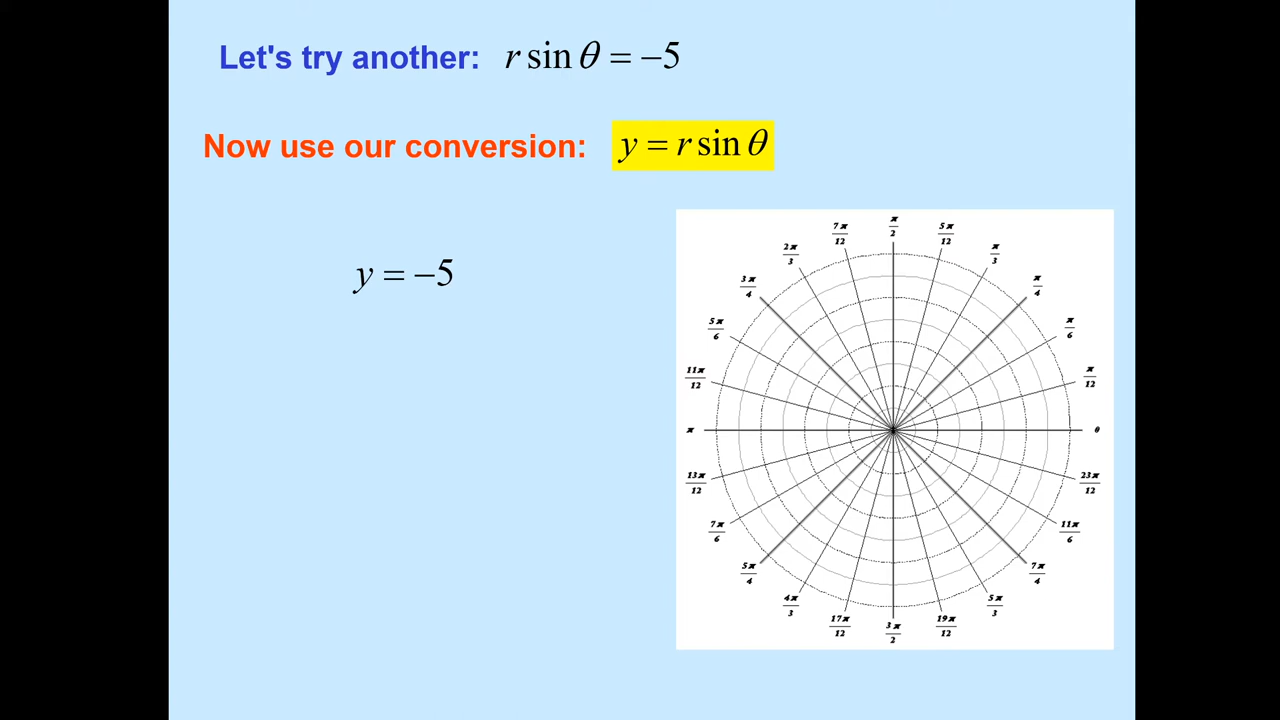 Let's try another: r sin θ = −5
Now use our conversion: y = r sin θ
y = −5
π/2
7π/12
5π/12
2π/3
π/3
3π/4
π/4
5π/6
π/6
11π/12
π/12
π
θ
13π/12
23π/12
7π/6
11π/6
5π/4
7π/4
4π/3
5π/3
17π/12
19π/12
3π/2